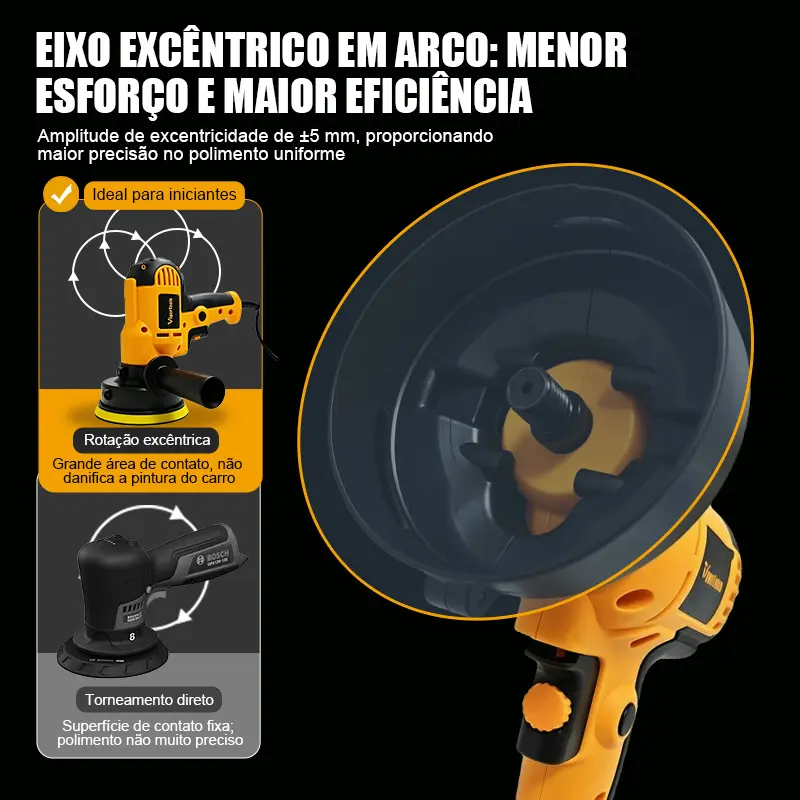 EIXO EXCÊNTRICO EM ARCO: MENOR
ESFORÇO E MAIOR EFICIÊNCIA
Amplitude de excentricidade de ±5 mm, proporcionando
maior precisão no polimento uniforme
Ideal para iniciantes
Rotação excêntrica
Grande área de contato, não
danifica a pintura do carro
BOSCH
8
Torneamento direto
Superfície de contato fixa;
polimento não muito preciso